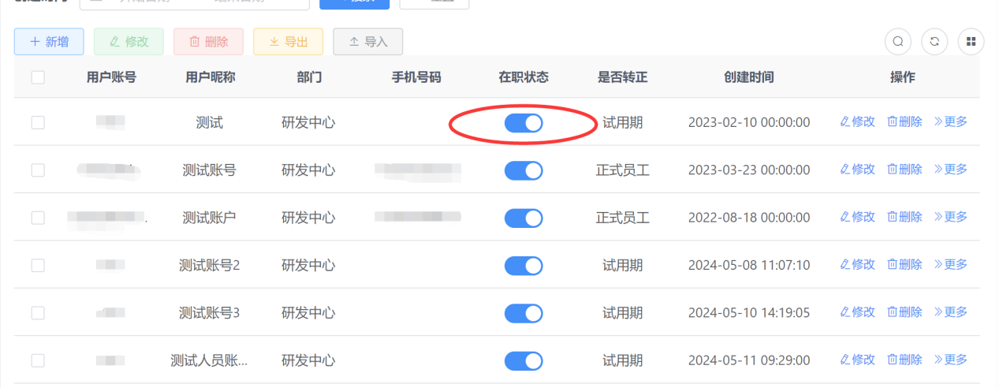 新增 修改 删除 导出 导入
用户账号 用户昵称 部门 手机号码 在职状态 是否转正 创建时间 操作
测试 研发中心 试用期 2023-02-10 00:00:00 修改 删除 更多
测试账号 研发中心 正式员工 2023-03-23 00:00:00 修改 删除 更多
测试账户 研发中心 正式员工 2022-08-18 00:00:00 修改 删除 更多
测试账号2 研发中心 试用期 2024-05-08 11:07:10 修改 删除 更多
测试账号3 研发中心 试用期 2024-05-10 14:19:05 修改 删除 更多
测试人员账... 研发中心 试用期 2024-05-11 09:29:00 修改 删除 更多